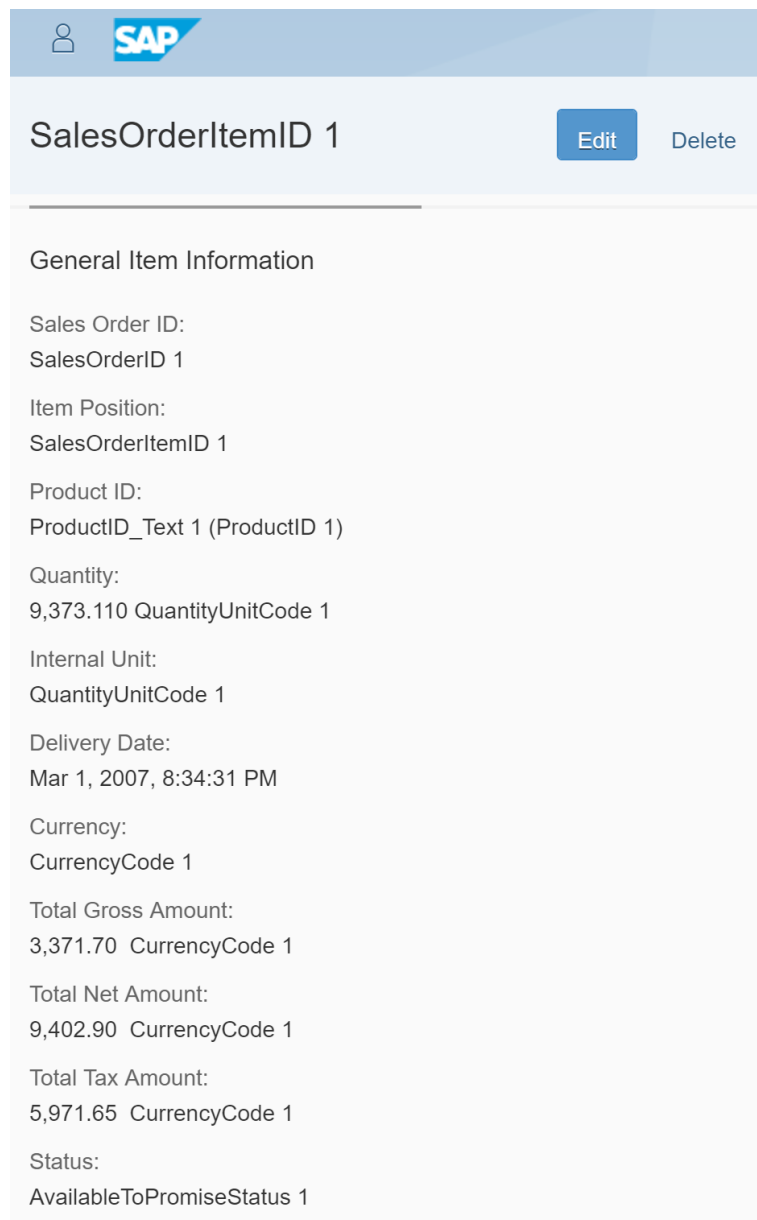 SAP
SalesOrderItemID 1 Edit Delete
General Item Information
Sales Order ID:
SalesOrderID 1
Item Position:
SalesOrderItemID 1
Product ID:
ProductID_Text 1 (ProductID 1)
Quantity:
9,373.110 QuantityUnitCode 1
Internal Unit:
QuantityUnitCode 1
Delivery Date:
Mar 1, 2007, 8:34:31 PM
Currency:
CurrencyCode 1
Total Gross Amount:
3,371.70 CurrencyCode 1
Total Net Amount:
9,402.90 CurrencyCode 1
Total Tax Amount:
5,971.65 CurrencyCode 1
Status:
AvailableToPromiseStatus 1